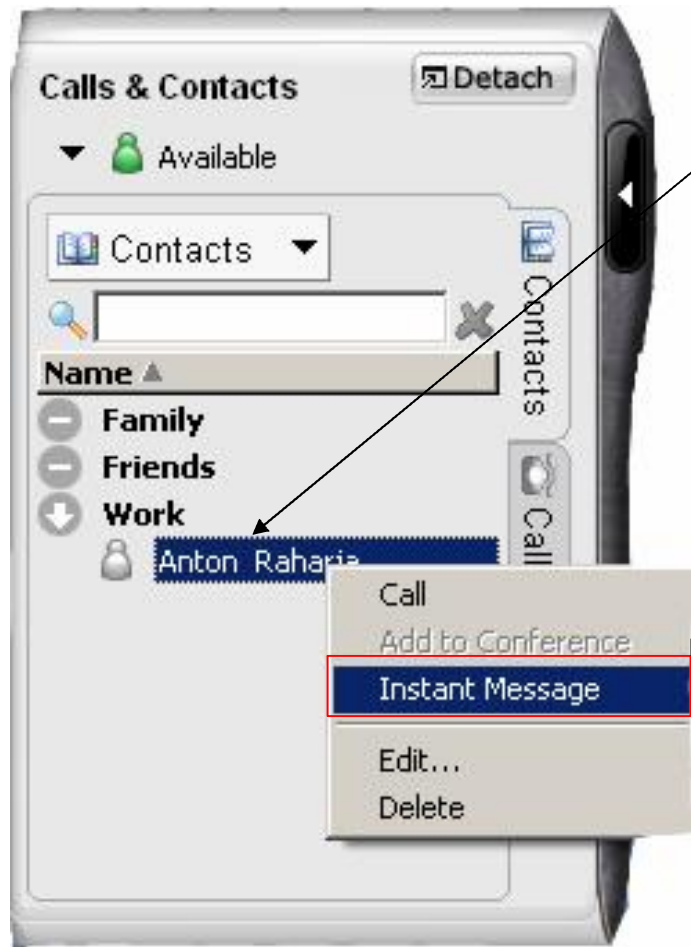 Calls & Contacts
Detach
Available
Contacts
Name
Family
Friends
Work
Anton Raharja
Contacts
Call
Add to Conference
Instant Message
Edit...
Delete